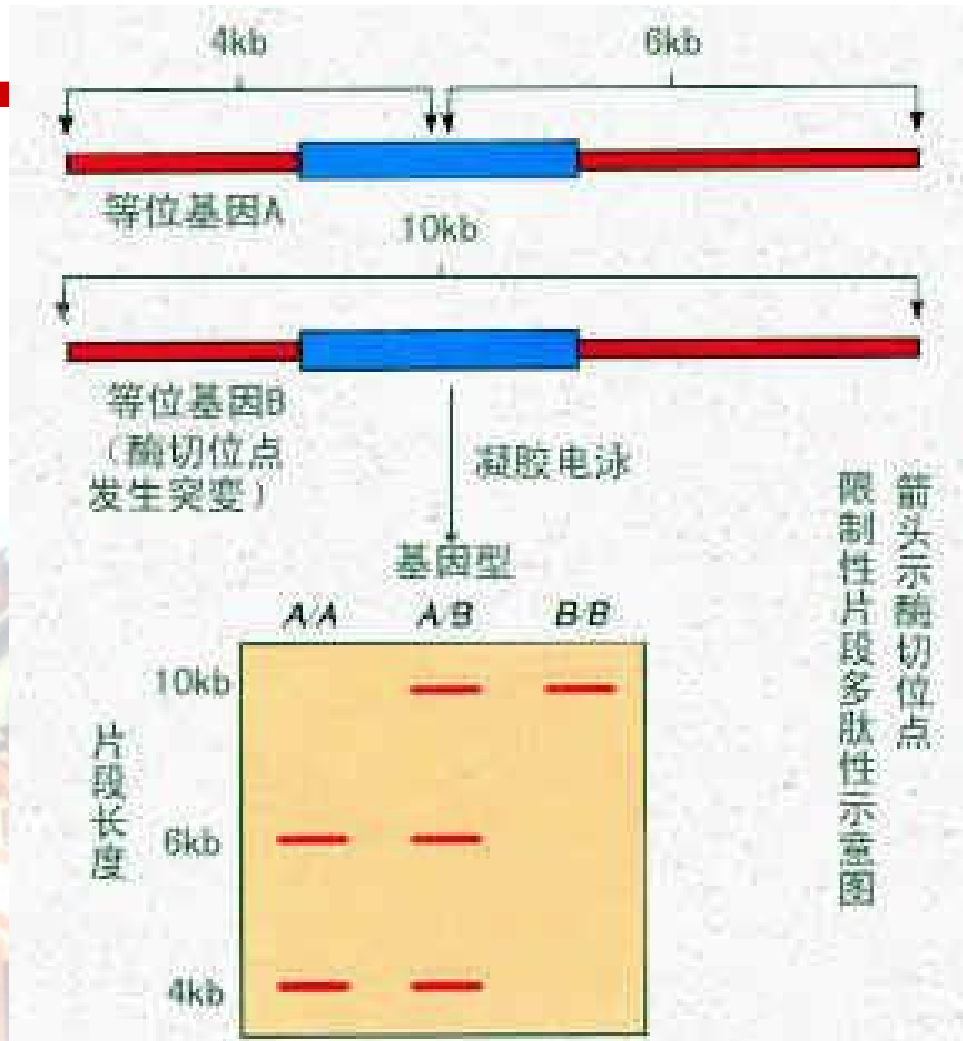 4kb 6kb
等位基因A
10kb
等位基因B
（酶切位点
发生突变）
凝胶电泳
基因型
A/A A/B B/B
10kb
6kb
4kb
片段长度
箭头示酶切位点
限制性片段多肽性示意图